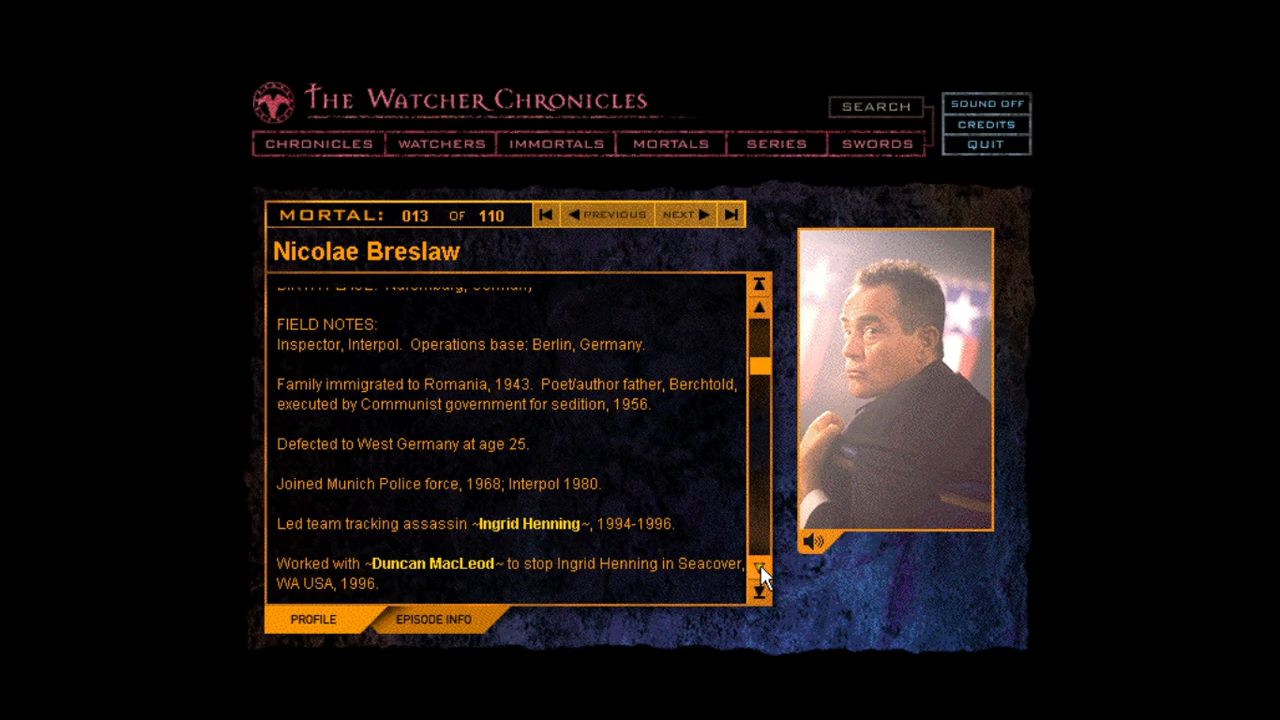 THE WATCHER CHRONICLES
SEARCH
SOUND OFF
CREDITS
QUIT
CHRONICLES WATCHERS IMMORTALS MORTALS SERIES SWORDS
MORTAL: 013 OF 110 PREVIOUS NEXT
Nicolae Breslaw
FIELD NOTES:
Inspector, Interpol. Operations base: Berlin, Germany.
Family immigrated to Romania, 1943. Poet/author father, Berchtold,
executed by Communist government for sedition, 1956.
Defected to West Germany at age 25.
Joined Munich Police force, 1968; Interpol 1980.
Led team tracking assassin ~Ingrid Henning~, 1994-1996.
Worked with ~Duncan MacLeod~ to stop Ingrid Henning in Seacover,
WA USA, 1996.
PROFILE EPISODE INFO